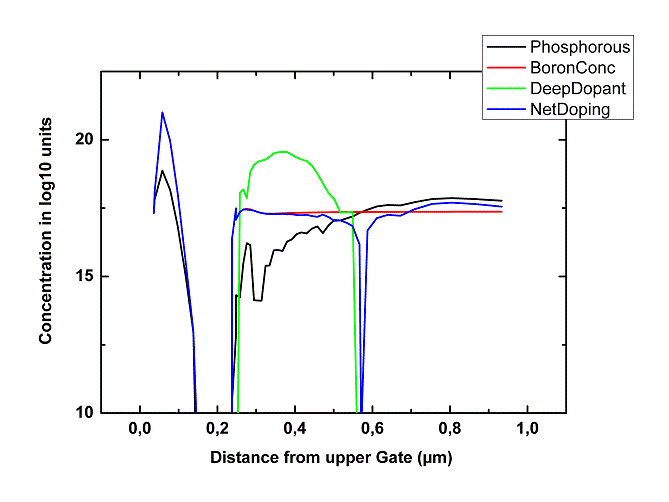 Phosphorous
BoronConc
DeepDopant
NetDoping
20
15
10
Concentration in log10 units
0,0 0,2 0,4 0,6 0,8 1,0
Distance from upper Gate (µm)